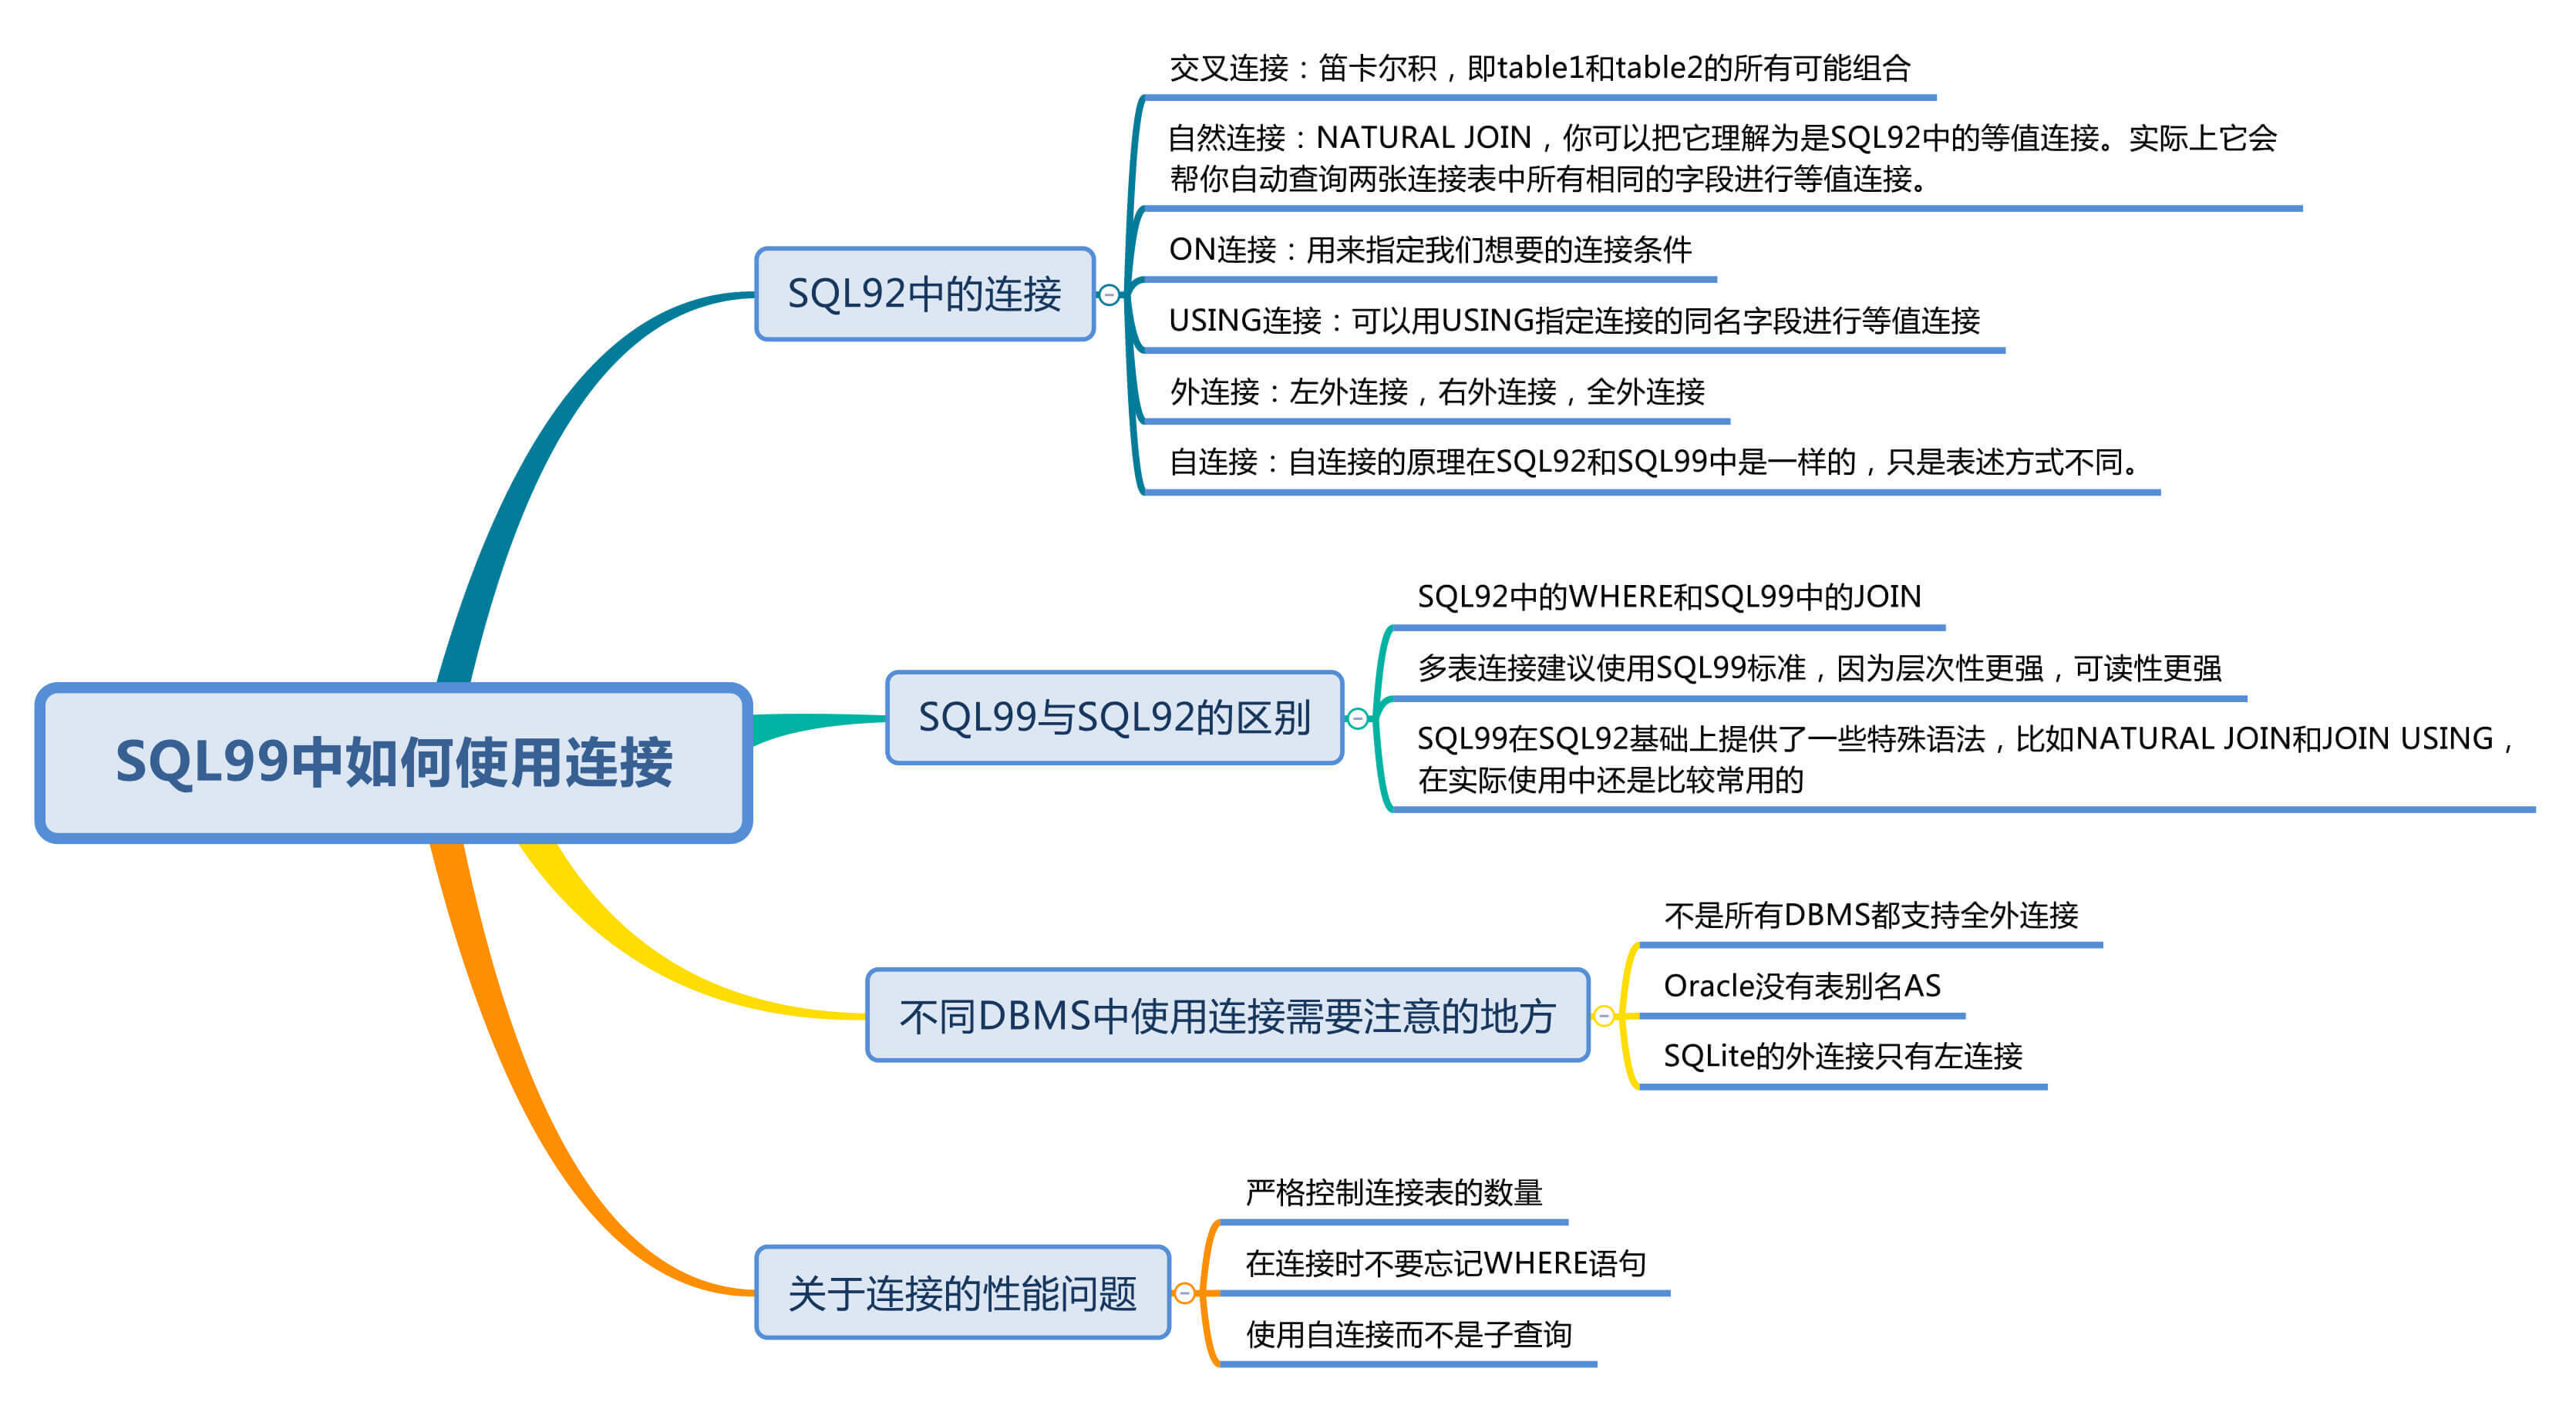 交叉连接：笛卡尔积，即table1和table2的所有可能组合
自然连接：NATURAL JOIN，你可以把它理解为是SQL92中的等值连接。实际上它会
帮你自动查询两张连接表中所有相同的字段进行等值连接。
ON连接：用来指定我们想要的连接条件
SQL92中的连接
USING连接：可以用USING指定连接的同名字段进行等值连接
外连接：左外连接，右外连接，全外连接
自连接：自连接的原理在SQL92和SQL99中是一样的，只是表述方式不同。
SQL92中的WHERE和SQL99中的JOIN
多表连接建议使用SQL99标准，因为层次性更强，可读性更强
SQL99与SQL92的区别
SQL99在SQL92基础上提供了一些特殊语法，比如NATURAL JOIN和JOIN USING，
在实际使用中还是比较常用的
SQL99中如何使用连接
不是所有DBMS都支持全外连接
Oracle没有表别名AS
不同DBMS中使用连接需要注意的地方
SQLite的外连接只有左连接
严格控制连接表的数量
在连接时不要忘记WHERE语句
关于连接的性能问题
使用自连接而不是子查询